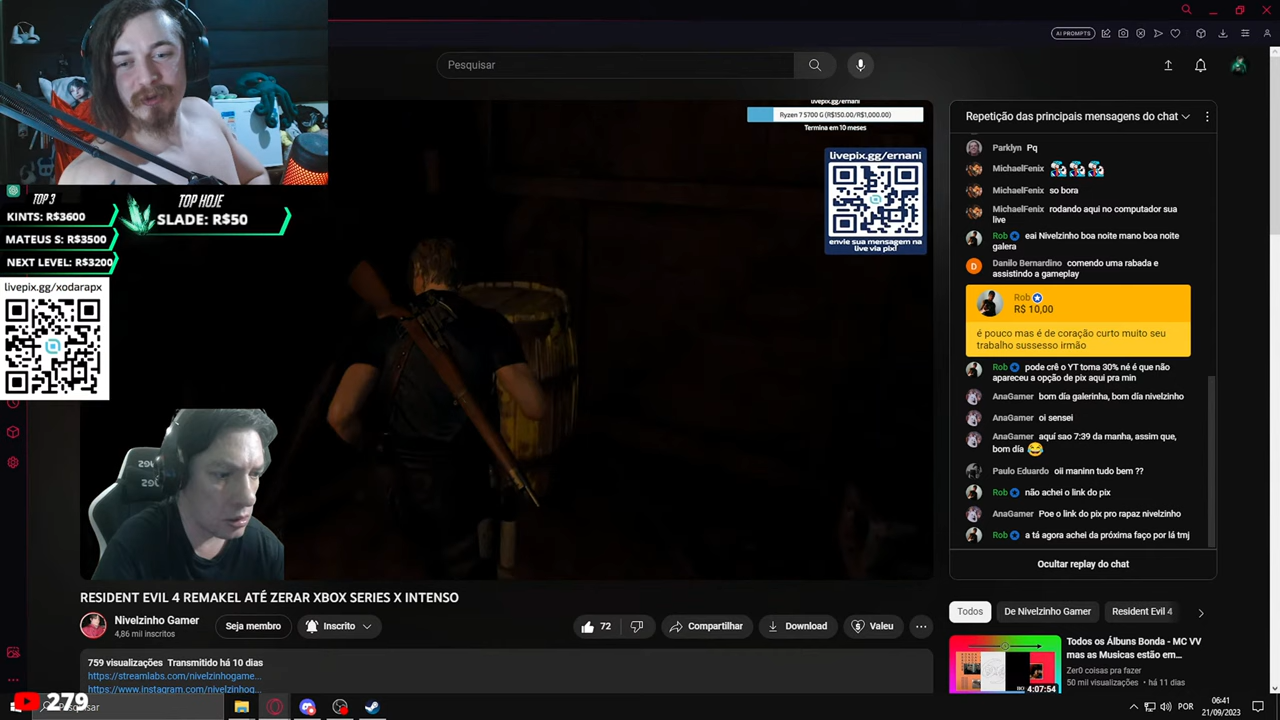 AI PROMPTS
Pesquisar
livepix.gg/ernani
Ryzen 7 5700 G (R$150.00/R$1,000.00)
Termina em 10 meses
livepix.gg/ernani
envie sua mensagem na
live via pix!
TOP 3
KINTS: R$3600
MATEUS S: R$3500
NEXT LEVEL: R$3200
TOP HOJE
SLADE: R$50
livepix.gg/xodarapx
Repetição das principais mensagens do chat
Parklyn Pq
MichaelFenix
MichaelFenix so bora
MichaelFenix rodando aqui no computador sua
live
Rob eai Nivelzinho boa noite mano boa noite
galera
D Danilo Bernardino comendo uma rabada e
assistindo a gameplay
Rob
R$ 10,00
é pouco mas é de coração curto muito seu
trabalho sussesso irmão
Rob pode crê o YT toma 30% né é que não
apareceu a opção de pix aqui pra min
AnaGamer bom día galerinha, bom día nivelzinho
AnaGamer oi sensei
AnaGamer aquí sao 7:39 da manha, assim que,
bom día
Paulo Eduardo oii maninn tudo bem ??
Rob não achei o link do pix
AnaGamer Poe o link do pix pro rapaz nivelzinho
Rob a tá agora achei da próxima faço por lá tmj
Ocultar replay do chat
RESIDENT EVIL 4 REMAKEL ATÉ ZERAR XBOX SERIES X INTENSO
Nivelzinho Gamer
4,86 mil inscritos
Seja membro
Inscrito
72
Compartilhar
Download
Valeu
759 visualizações Transmitido há 10 dias
https://streamlabs.com/nivelzinhogame...
https://www.instagram.com/nivelzinhog...
Todos
De Nivelzinho Gamer
Resident Evil 4
Todos os Álbuns Bonda - MC VV
mas as Musicas estão em...
Zer0 coisas pra fazer
50 mil visualizações • há 11 dias
4:07:54
279
POR
06:41
21/09/2023